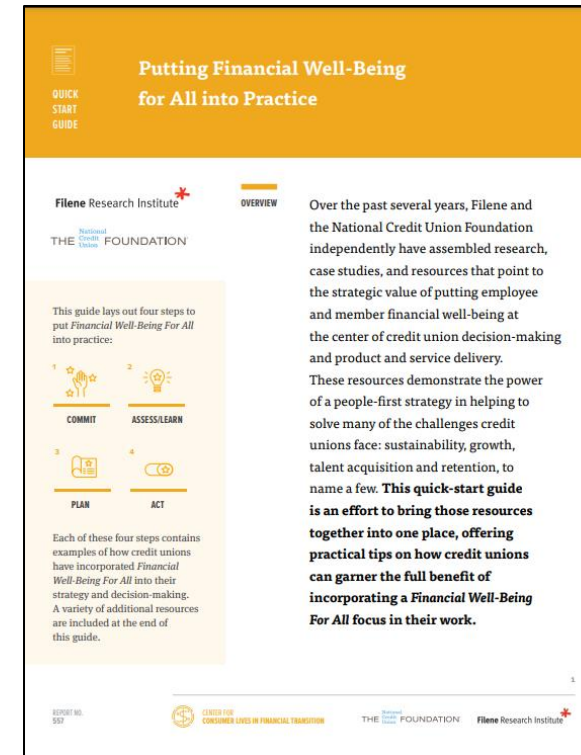 QUICK
START
GUIDE
Putting Financial Well-Being
for All into Practice
Filene Research Institute
THE National Credit Union FOUNDATION
This guide lays out four steps to
put Financial Well-Being For All
into practice:
1
COMMIT
2
ASSESS/LEARN
3
PLAN
4
ACT
Each of these four steps contains
examples of how credit unions
have incorporated Financial
Well-Being For All into their
strategy and decision-making.
A variety of additional resources
are included at the end of
this guide.
OVERVIEW
Over the past several years, Filene and
the National Credit Union Foundation
independently have assembled research,
case studies, and resources that point to
the strategic value of putting employee
and member financial well-being at
the center of credit union decision-making
and product and service delivery.
These resources demonstrate the power
of a people-first strategy in helping to
solve many of the challenges credit
unions face: sustainability, growth,
talent acquisition and retention, to
name a few. This quick-start guide
is an effort to bring those resources
together into one place, offering
practical tips on how credit unions
can garner the full benefit of
incorporating a Financial Well-Being
For All focus in their work.
1
REPORT NO.
557
CENTER FOR
CONSUMER LIVES IN FINANCIAL TRANSITION
THE National Credit Union FOUNDATION
Filene Research Institute